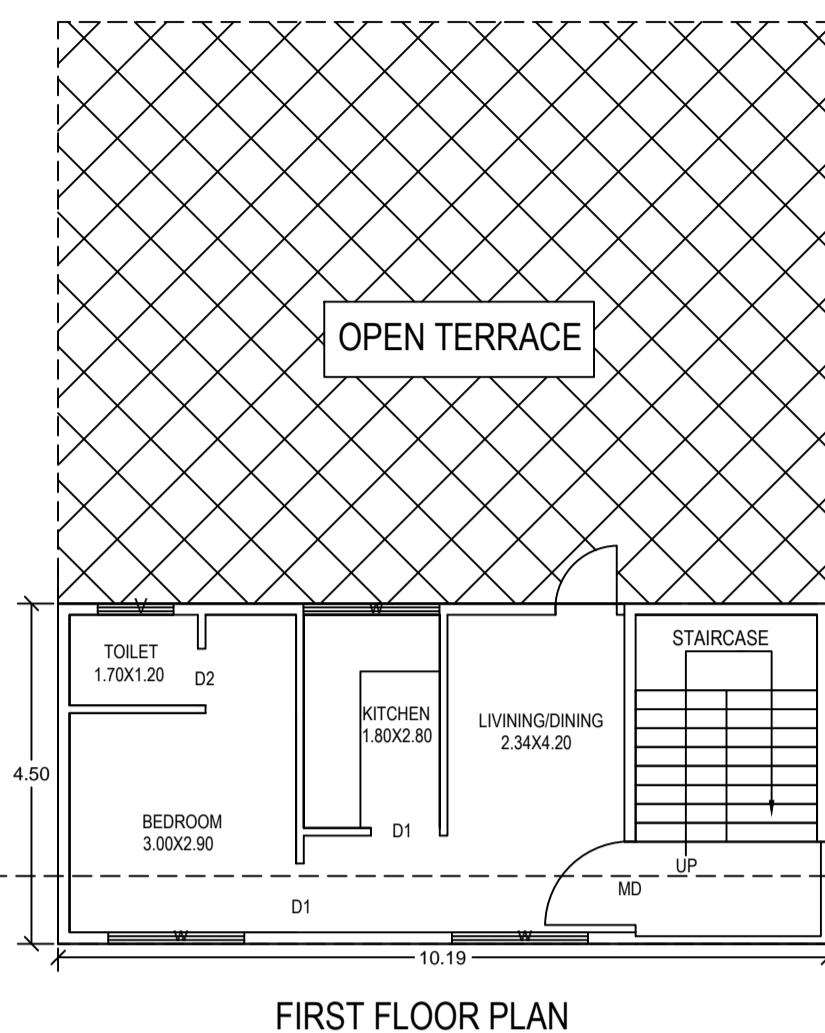 OPEN TERRACE
V
W
TOILET
1.70X1.20
D2
STAIRCASE
KITCHEN
1.80X2.80
LIVINING/DINING
2.34X4.20
4.50
BEDROOM
3.00X2.90
D1
UP
MD
D1
W
W
10.19
FIRST FLOOR PLAN